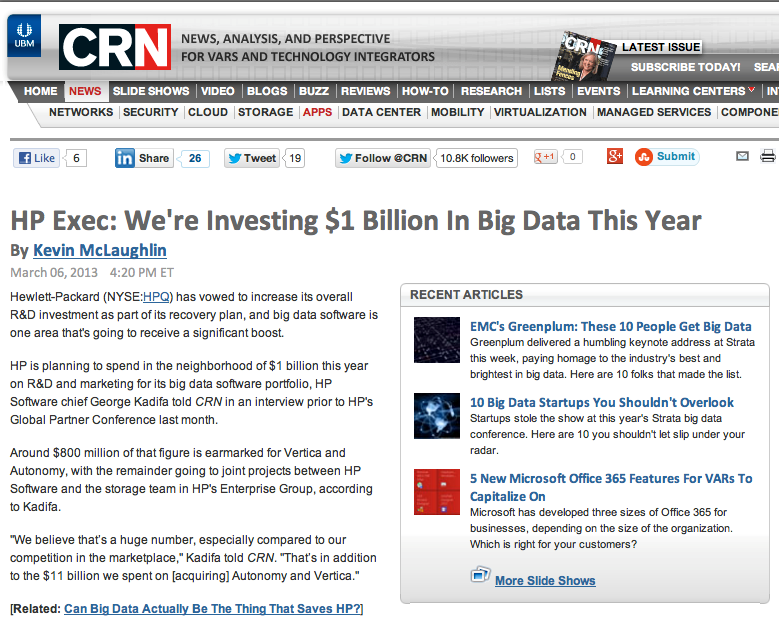 UBM
CRN
NEWS, ANALYSIS, AND PERSPECTIVE
FOR VARS AND TECHNOLOGY INTEGRATORS
CRN
Mending
Fences
LATEST ISSUE
SUBSCRIBE TODAY! SEA
HOME NEWS SLIDE SHOWS VIDEO BLOGS BUZZ REVIEWS HOW-TO RESEARCH LISTS EVENTS LEARNING CENTERS IN
NETWORKS SECURITY CLOUD STORAGE APPS DATA CENTER MOBILITY VIRTUALIZATION MANAGED SERVICES COMPONE
Like 6 in Share 26 Tweet 19 Follow @CRN 10.8K followers g +1 0 g+ Submit
HP Exec: We're Investing $1 Billion In Big Data This Year
By Kevin McLaughlin
March 06, 2013 4:20 PM ET
Hewlett-Packard (NYSE:HPQ) has vowed to increase its overall
R&D investment as part of its recovery plan, and big data software is
one area that's going to receive a significant boost.
HP is planning to spend in the neighborhood of $1 billion this year
on R&D and marketing for its big data software portfolio, HP
Software chief George Kadifa told CRN in an interview prior to HP's
Global Partner Conference last month.
Around $800 million of that figure is earmarked for Vertica and
Autonomy, with the remainder going to joint projects between HP
Software and the storage team in HP's Enterprise Group, according
to Kadifa.
"We believe that's a huge number, especially compared to our
competition in the marketplace," Kadifa told CRN. "That's in addition
to the $11 billion we spent on [acquiring] Autonomy and Vertica."
[Related: Can Big Data Actually Be The Thing That Saves HP?]
RECENT ARTICLES
EMC's Greenplum: These 10 People Get Big Data
Greenplum delivered a humbling keynote address at Strata
this week, paying homage to the industry's best and
brightest in big data. Here are 10 folks that made the list.
10 Big Data Startups You Shouldn't Overlook
Startups stole the show at this year's Strata big data
conference. Here are 10 you shouldn't let slip under your
radar.
5 New Microsoft Office 365 Features For VARs To
Capitalize On
Microsoft has developed three sizes of Office 365 for
businesses, depending on the size of the organization.
Which is right for your customers?
More Slide Shows